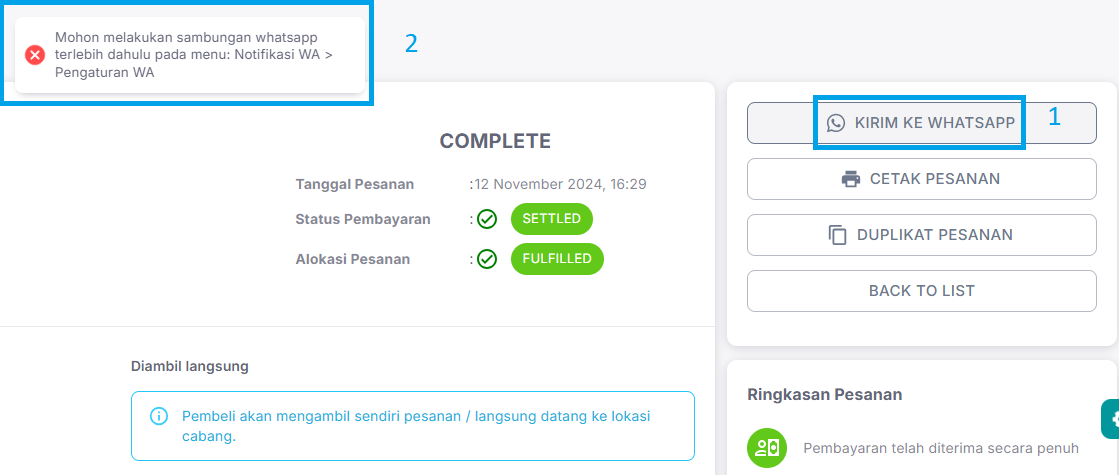 Mohon melakukan sambungan whatsapp
terlebih dahulu pada menu: Notifikasi WA >
Pengaturan WA
2
KIRIM KE WHATSAPP
1
CETAK PESANAN
DUPLIKAT PESANAN
BACK TO LIST
COMPLETE
Tanggal Pesanan :12 November 2024, 16:29
Status Pembayaran : SETTLED
Alokasi Pesanan : FULFILLED
Diambil langsung
Pembeli akan mengambil sendiri pesanan / langsung datang ke lokasi
cabang.
Ringkasan Pesanan
Pembayaran telah diterima secara penuh